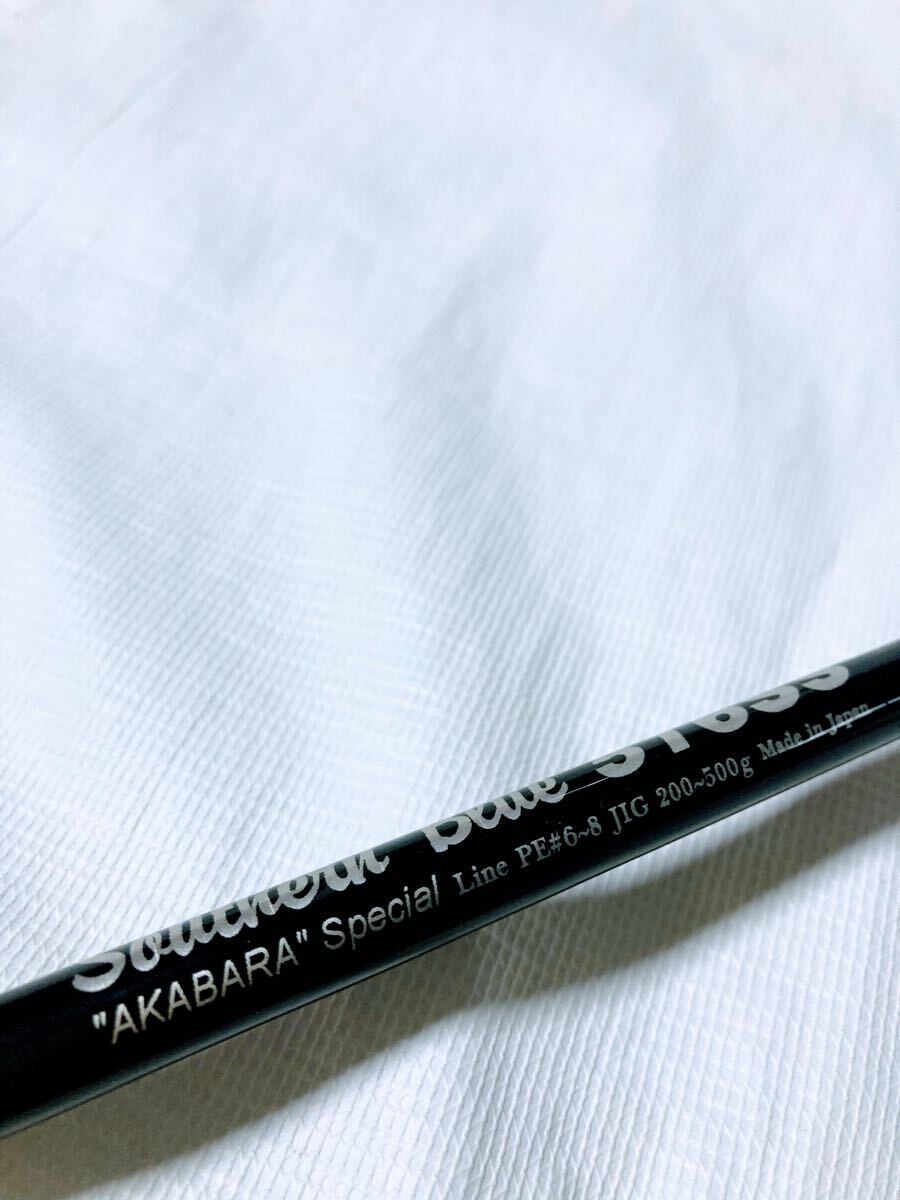 Southern Blue
"AKABARA" Special Line PE#6~8 JIG 200~500g Made in Japan